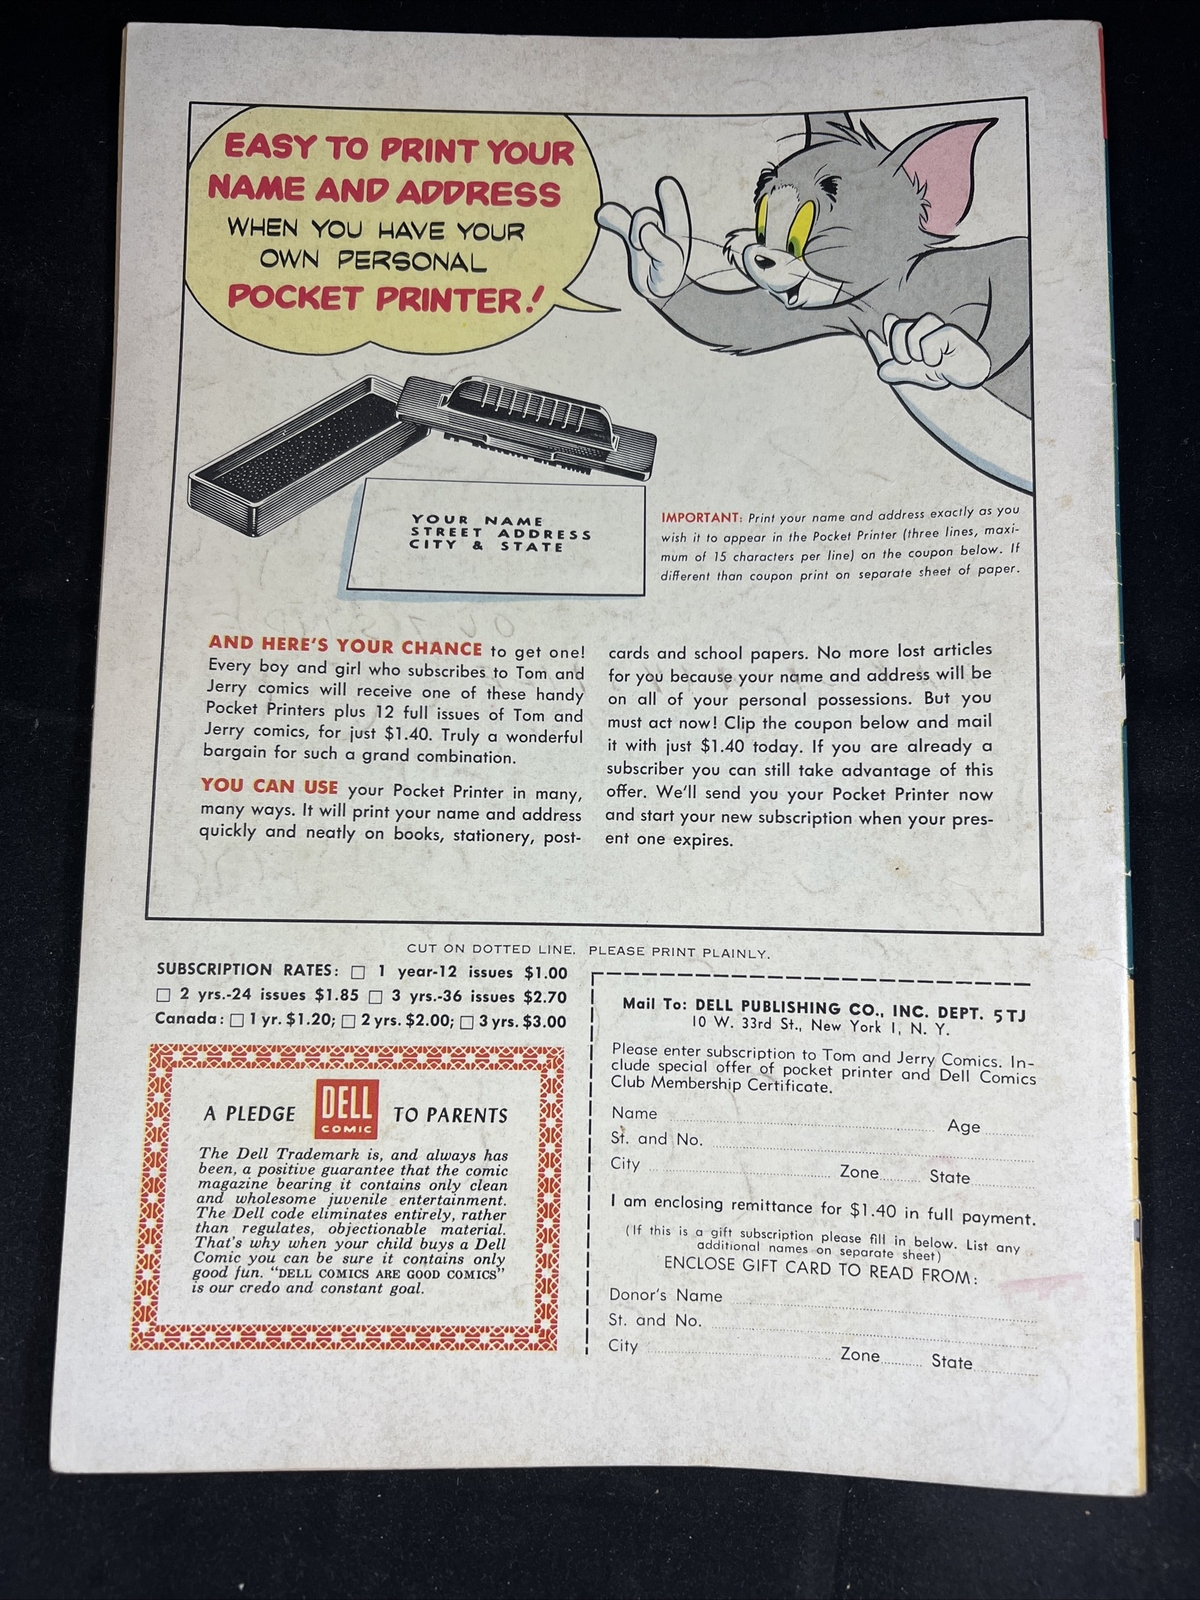 EASY TO PRINT YOUR
NAME AND ADDRESS
WHEN YOU HAVE YOUR
OWN PERSONAL
POCKET PRINTER!
YOUR NAME
STREET ADDRESS
CITY & STATE
IMPORTANT: Print your name and address exactly as you
wish it to appear in the Pocket Printer (three lines, maxi-
mum of 15 characters per line) on the coupon below. If
different than coupon print on separate sheet of paper.
AND HERE'S YOUR CHANCE to get one!
Every boy and girl who subscribes to Tom and
Jerry comics will receive one of these handy
Pocket Printers plus 12 full issues of Tom and
Jerry comics, for just $1.40. Truly a wonderful
bargain for such a grand combination.
YOU CAN USE your Pocket Printer in many,
many ways. It will print your name and address
quickly and neatly on books, stationery, post-
cards and school papers. No more lost articles
for you because your name and address will be
on all of your personal possessions. But you
must act now! Clip the coupon below and mail
it with just $1.40 today. If you are already a
subscriber you can still take advantage of this
offer. We'll send you your Pocket Printer now
and start your new subscription when your pres-
ent one expires.
CUT ON DOTTED LINE. PLEASE PRINT PLAINLY.
SUBSCRIPTION RATES: □ 1 year-12 issues $1.00
□ 2 yrs.-24 issues $1.85 □ 3 yrs.-36 issues $2.70
Canada: □ 1 yr. $1.20; □ 2 yrs. $2.00; □ 3 yrs. $3.00
A PLEDGE DELL COMIC TO PARENTS
The Dell Trademark is, and always has
been, a positive guarantee that the comic
magazine bearing it contains only clean
and wholesome juvenile entertainment.
The Dell code eliminates entirely, rather
than regulates, objectionable material.
That's why when your child buys a Dell
Comic you can be sure it contains only
good fun. "DELL COMICS ARE GOOD COMICS"
is our credo and constant goal.
Mail To: DELL PUBLISHING CO., INC. DEPT. 5 TJ
10 W. 33rd St., New York 1, N. Y.
Please enter subscription to Tom and Jerry Comics. In-
clude special offer of pocket printer and Dell Comics
Club Membership Certificate.
Name Age
St. and No.
City Zone State
I am enclosing remittance for $1.40 in full payment.
(If this is a gift subscription please fill in below. List any
additional names on separate sheet)
ENCLOSE GIFT CARD TO READ FROM:
Donor's Name
St. and No.
City Zone State